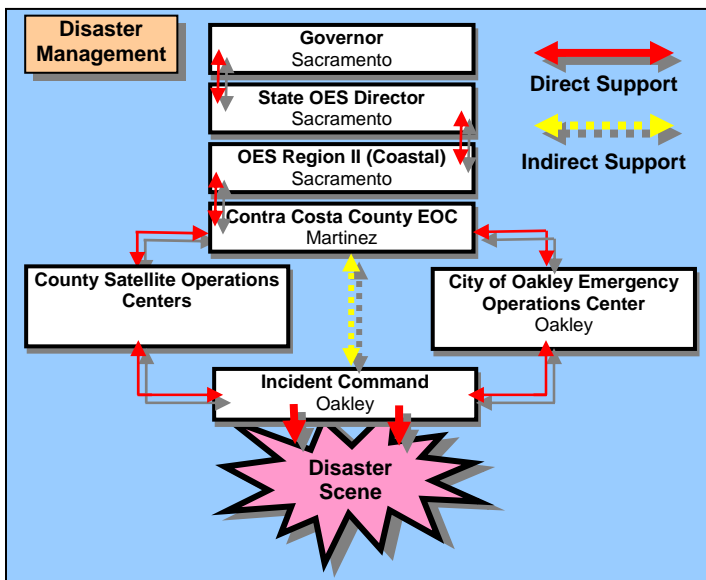 Disaster
Management
Governor
Sacramento
State OES Director
Sacramento
OES Region II (Coastal)
Sacramento
Contra Costa County EOC
Martinez
Direct Support
Indirect Support
County Satellite Operations
Centers
City of Oakley Emergency
Operations Center
Oakley
Incident Command
Oakley
Disaster
Scene